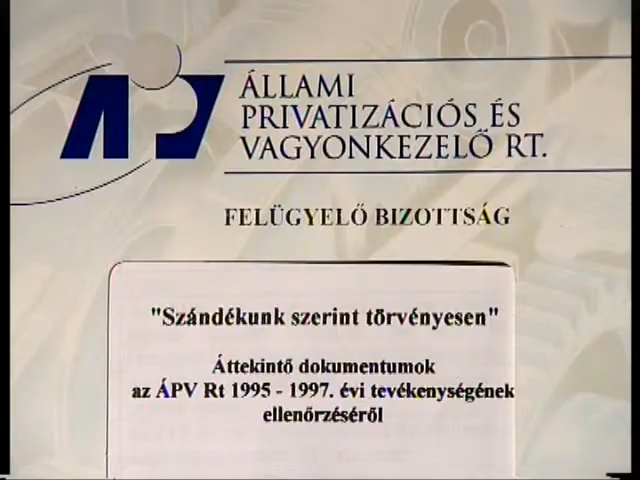 ÁLLAMI
PRIVATIZÁCIÓS ÉS
VAGYONKEZELŐ RT.
FELÜGYELŐ BIZOTTSÁG
"Szándékunk szerint törvényesen"
Áttekintő dokumentumok
az ÁPV Rt 1995 - 1997. évi tevékenységének
ellenőrzéséről